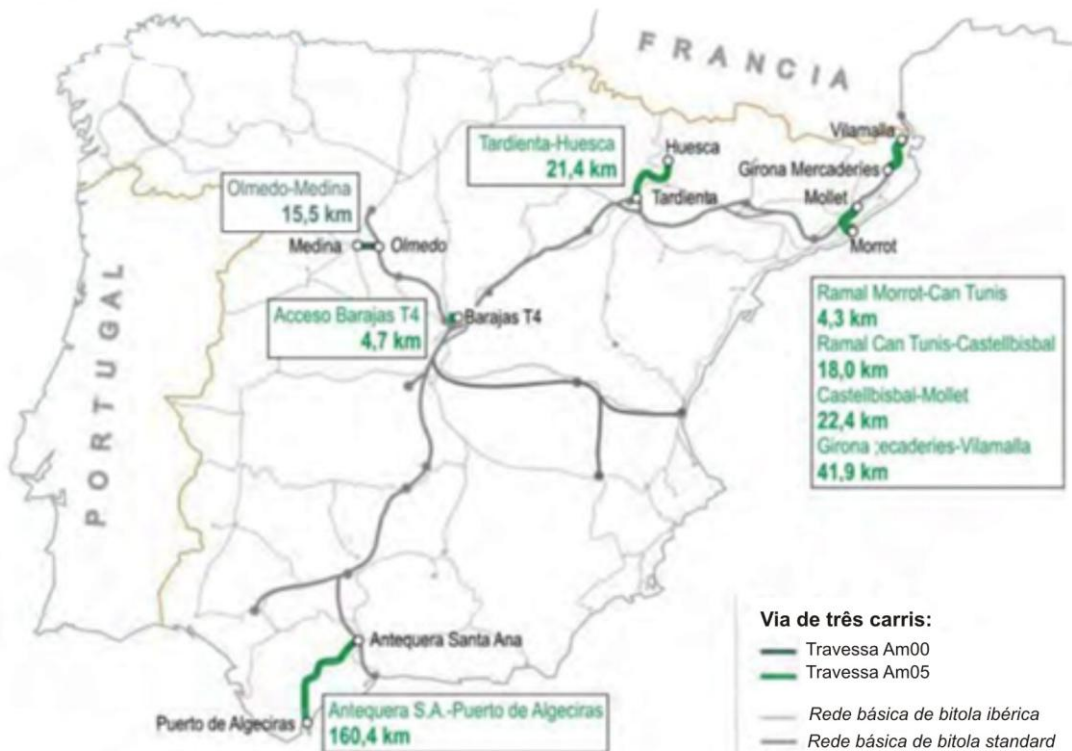 FRANCIA
Vilamalla
Tardienta-Huesca
21,4 km
Huesca
Girona Mercaderies
Olmedo-Medina
15,5 km
Tardienta
Mollet
Medina
Olmedo
Morrot
PORTUGAL
Acceso Barajas T4
4,7 km
Barajas T4
Ramal Morrot-Can Tunis
4,3 km
Ramal Can Tunis-Castellbisbal
18,0 km
Castellbisbal-Mollet
22,4 km
Girona ;ecaderies-Vilamalla
41,9 km
Antequera Santa Ana
Puerto de Algeciras
Antequera S.A.-Puerto de Algeciras
160,4 km
Via de três carris:
Travessa Am00
Travessa Am05
Rede básica de bitola ibérica
Rede básica de bitola standard